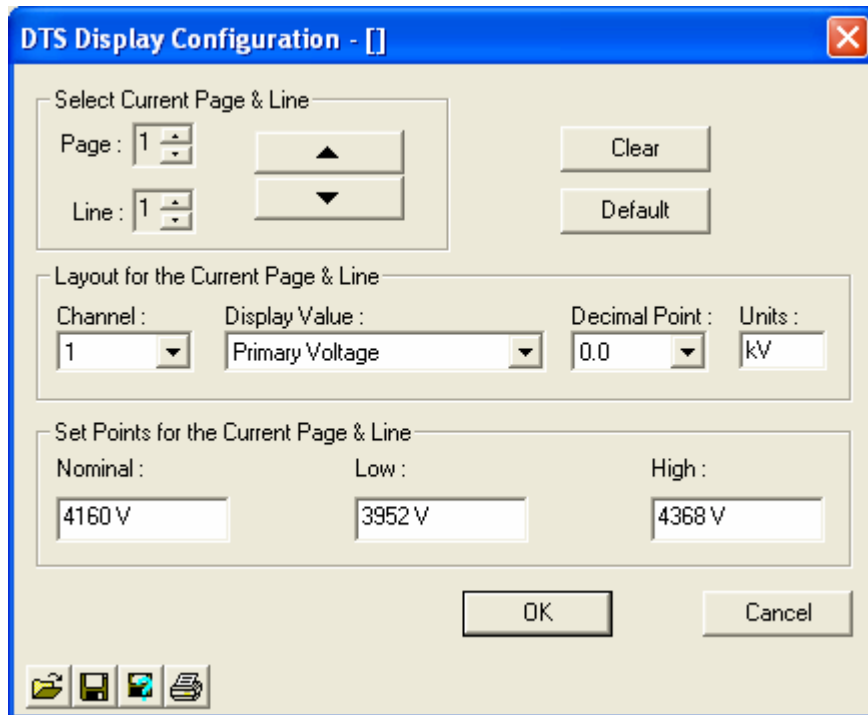 DTS Display Configuration - []
Select Current Page & Line
Page : 1
Line : 1
Clear
Default
Layout for the Current Page & Line
Channel : Display Value : Decimal Point : Units :
1 Primary Voltage 0.0 kV
Set Points for the Current Page & Line
Nominal : Low : High :
4160 V 3952 V 4368 V
OK Cancel